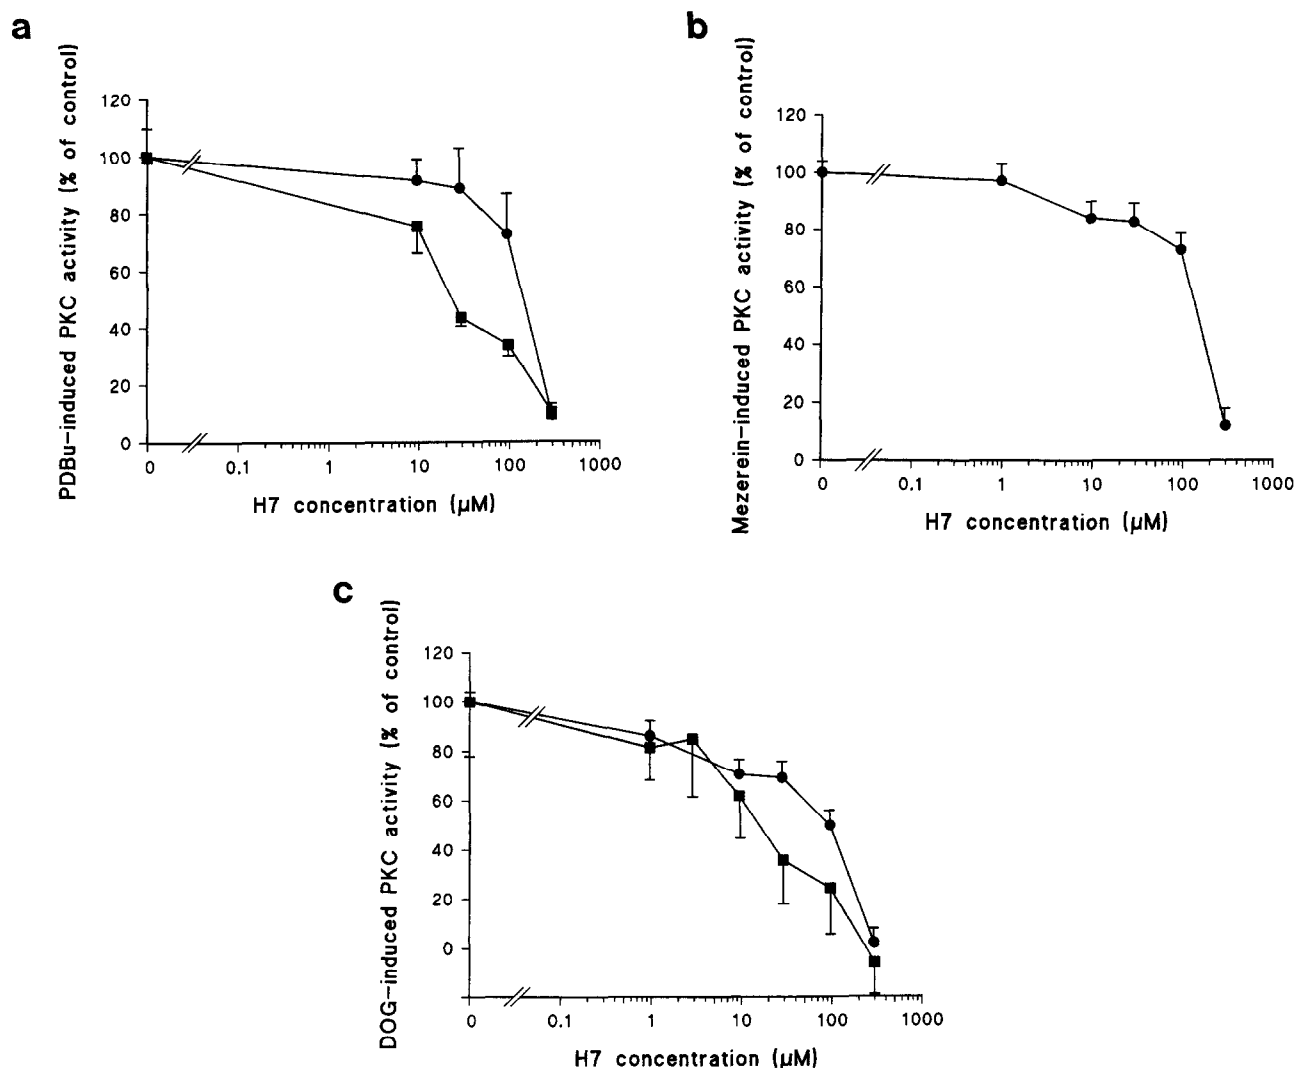 a
PDBu-induced PKC activity (% of control)
120
100
80
60
40
20
0
0 0.1 1 10 100 1000
H7 concentration (µM)
b
Mezerein-induced PKC activity (% of control)
120
100
80
60
40
20
0
0 0.1 1 10 100 1000
H7 concentration (µM)
c
DOG-induced PKC activity (% of control)
120
100
80
60
40
20
0
0 0.1 1 10 100 1000
H7 concentration (µM)